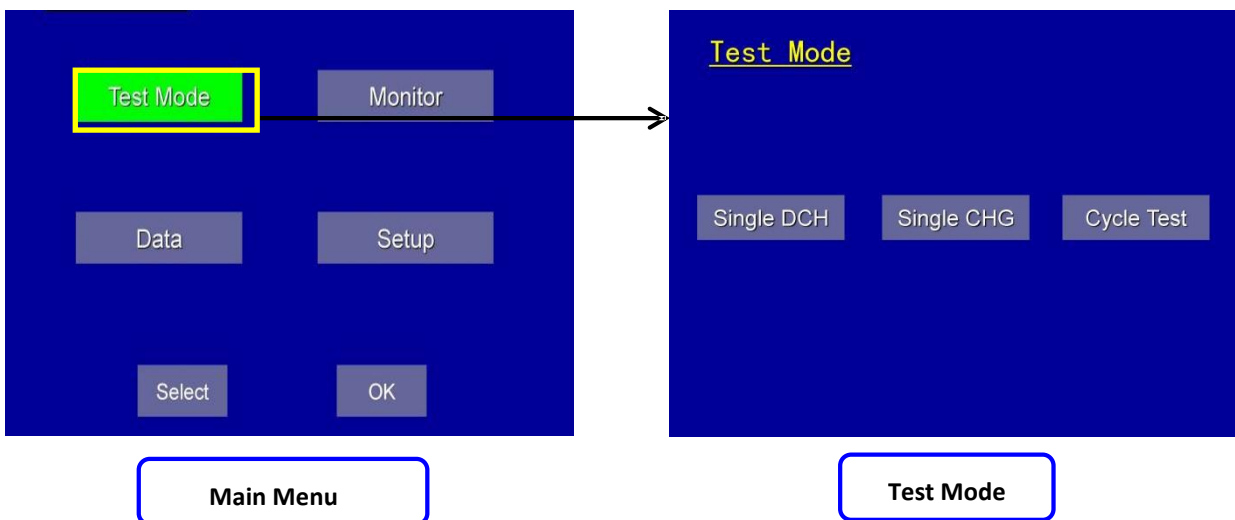 Test Mode
Monitor
Data
Setup
Select
OK
Main Menu
Test Mode
Single DCH
Single CHG
Cycle Test
Test Mode